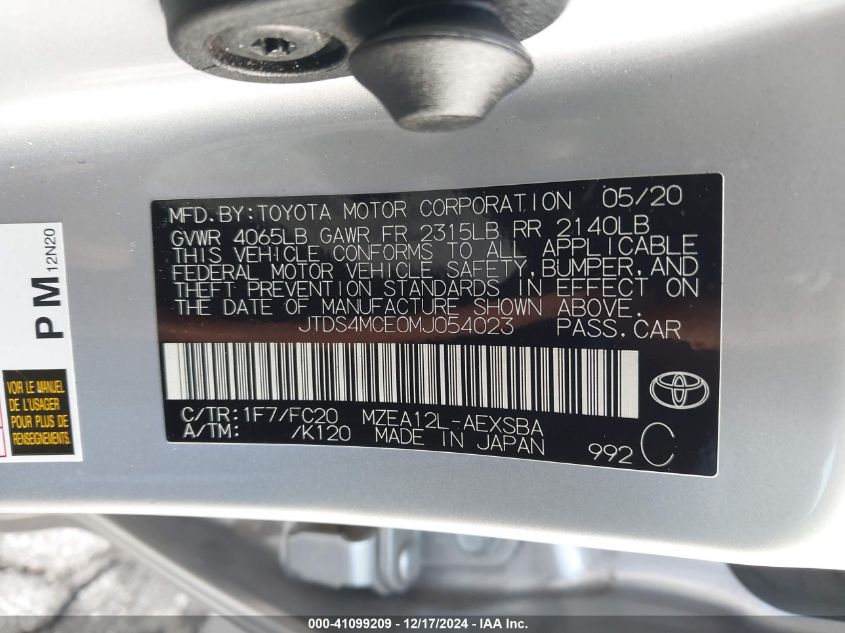 MFD.BY:TOYOTA MOTOR CORPORATION 05/20
GVWR 4065LB GAWR FR 2315LB RR 2140LB
THIS VEHICLE CONFORMS TO ALL APPLICABLE
FEDERAL MOTOR VEHICLE SAFETY, BUMPER, AND
THEFT PREVENTION STANDARDS IN EFFECT ON
THE DATE OF MANUFACTURE SHOWN ABOVE.
JTDS4MCE0MJ054023 PASS.CAR
C/TR:1F7/FC20 MZEA12L-AEXSBA
A/TM: /K120 MADE IN JAPAN
992 C
PM 12N20
VOIR LE MANUEL
DE L'USAGER
POUR PLUS DE
RENSEIGNEMENTS.
000-41099209 - 12/17/2024 - IAAI Inc.